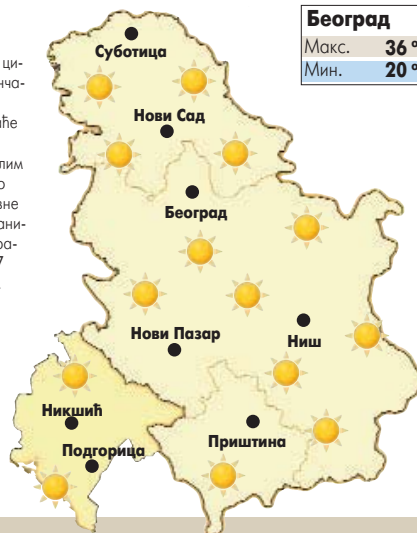 Београд
Макс. 36 °
Мин. 20 °
Суботица
Нови Сад
Београд
Нови Пазар
Ниш
Никшић
Подгорица
Приштина